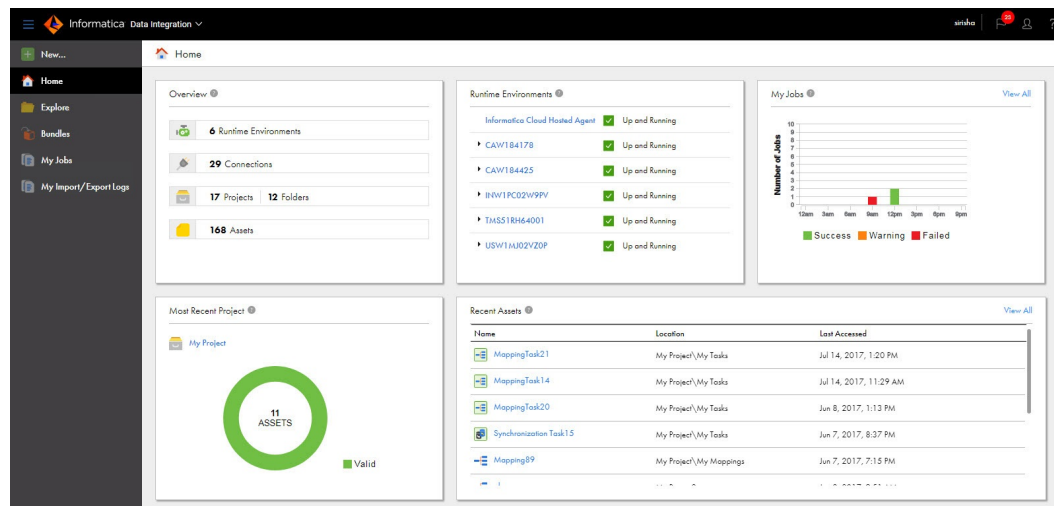 Informatica Data Integration
sirisha
25
?
New...
Home
Explore
Bundles
My Jobs
My Import/Export Logs
Home
Overview
6 Runtime Environments
29 Connections
17 Projects 12 Folders
168 Assets
Runtime Environments
Informatica Cloud Hosted Agent Up and Running
CAW184178 Up and Running
CAW184425 Up and Running
INW1PC02W9PV Up and Running
TMS51RH64001 Up and Running
USW1MJ02VZ0P Up and Running
My Jobs View All
Number of Jobs
10
9
8
7
6
5
4
3
2
1
0
12am 3am 6am 9am 12pm 3pm 6pm 9pm
Success Warning Failed
Most Recent Project
My Project
11
ASSETS
Valid
Recent Assets View All
Name Location Last Accessed
MappingTask21 My Project\My Tasks Jul 14, 2017, 1:20 PM
MappingTask14 My Project\My Tasks Jul 14, 2017, 11:29 AM
MappingTask20 My Project\My Tasks Jun 8, 2017, 1:13 PM
Synchronization Task15 My Project\My Tasks Jun 7, 2017, 8:37 PM
Mapping89 My Project\My Mappings Jun 7, 2017, 7:15 PM